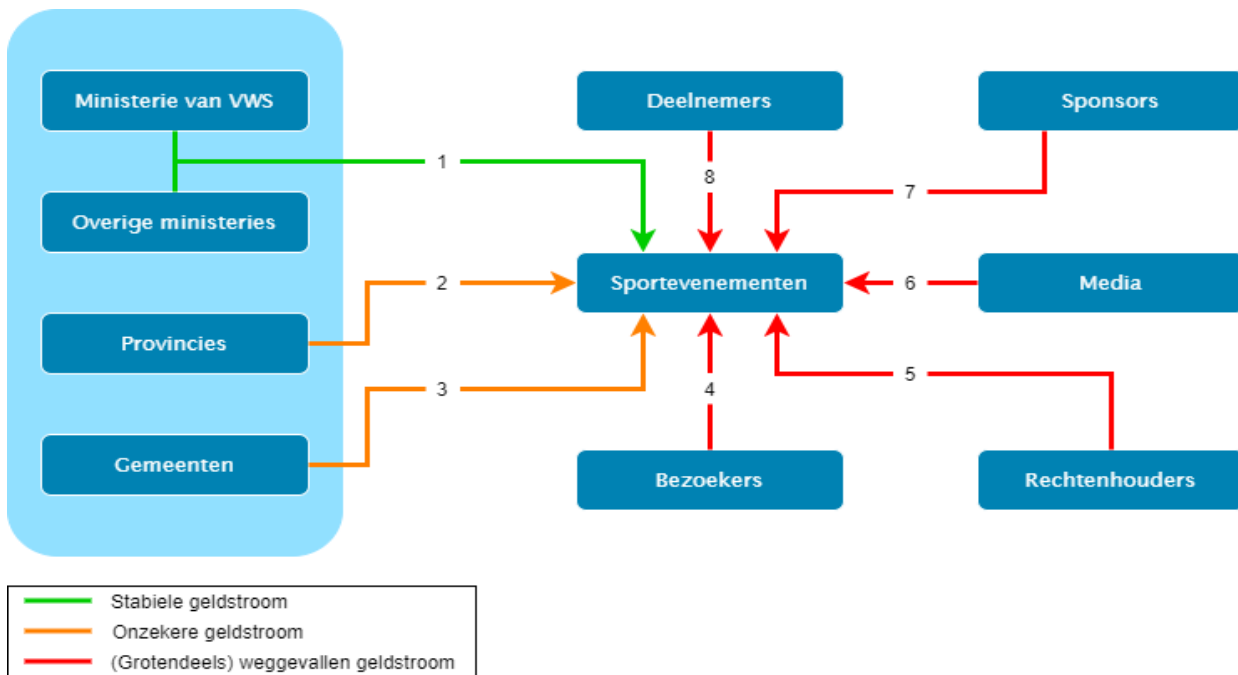 Ministerie van VWS
Deelnemers
Sponsors
1
8
7
Overige ministeries
2
Sportevenementen
6
Media
Provincies
3
4
5
Gemeenten
Bezoekers
Rechtenhouders
Stabiele geldstroom
Onzekere geldstroom
(Grotendeels) weggevallen geldstroom